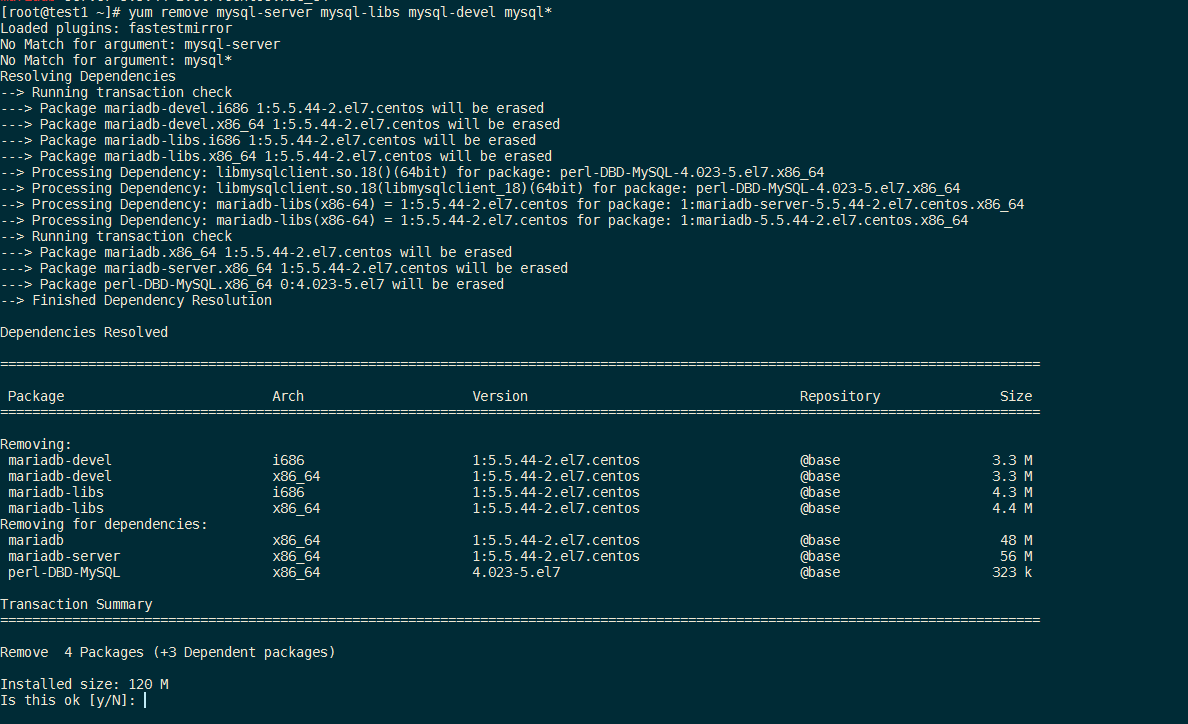 [root@test1 ~]# yum remove mysql-server mysql-libs mysql-devel mysql*
Loaded plugins: fastestmirror
No Match for argument: mysql-server
No Match for argument: mysql*
Resolving Dependencies
--> Running transaction check
---> Package mariadb-devel.i686 1:5.5.44-2.el7.centos will be erased
---> Package mariadb-devel.x86_64 1:5.5.44-2.el7.centos will be erased
---> Package mariadb-libs.i686 1:5.5.44-2.el7.centos will be erased
---> Package mariadb-libs.x86_64 1:5.5.44-2.el7.centos will be erased
--> Processing Dependency: libmysqlclient.so.18()(64bit) for package: perl-DBD-MySQL-4.023-5.el7.x86_64
--> Processing Dependency: libmysqlclient.so.18(libmysqlclient_18)(64bit) for package: perl-DBD-MySQL-4.023-5.el7.x86_64
--> Processing Dependency: mariadb-libs(x86-64) = 1:5.5.44-2.el7.centos for package: 1:mariadb-server-5.5.44-2.el7.centos.x86_64
--> Processing Dependency: mariadb-libs(x86-64) = 1:5.5.44-2.el7.centos for package: 1:mariadb-5.5.44-2.el7.centos.x86_64
--> Running transaction check
---> Package mariadb.x86_64 1:5.5.44-2.el7.centos will be erased
---> Package mariadb-server.x86_64 1:5.5.44-2.el7.centos will be erased
---> Package perl-DBD-MySQL.x86_64 0:4.023-5.el7 will be erased
--> Finished Dependency Resolution
Dependencies Resolved
Package Arch Version Repository Size
Removing:
mariadb-devel i686 1:5.5.44-2.el7.centos @base 3.3 M
mariadb-devel x86_64 1:5.5.44-2.el7.centos @base 3.3 M
mariadb-libs i686 1:5.5.44-2.el7.centos @base 4.3 M
mariadb-libs x86_64 1:5.5.44-2.el7.centos @base 4.4 M
Removing for dependencies:
mariadb x86_64 1:5.5.44-2.el7.centos @base 48 M
mariadb-server x86_64 1:5.5.44-2.el7.centos @base 56 M
perl-DBD-MySQL x86_64 4.023-5.el7 @base 323 k
Transaction Summary
Remove 4 Packages (+3 Dependent packages)
Installed size: 120 M
Is this ok [y/N]: